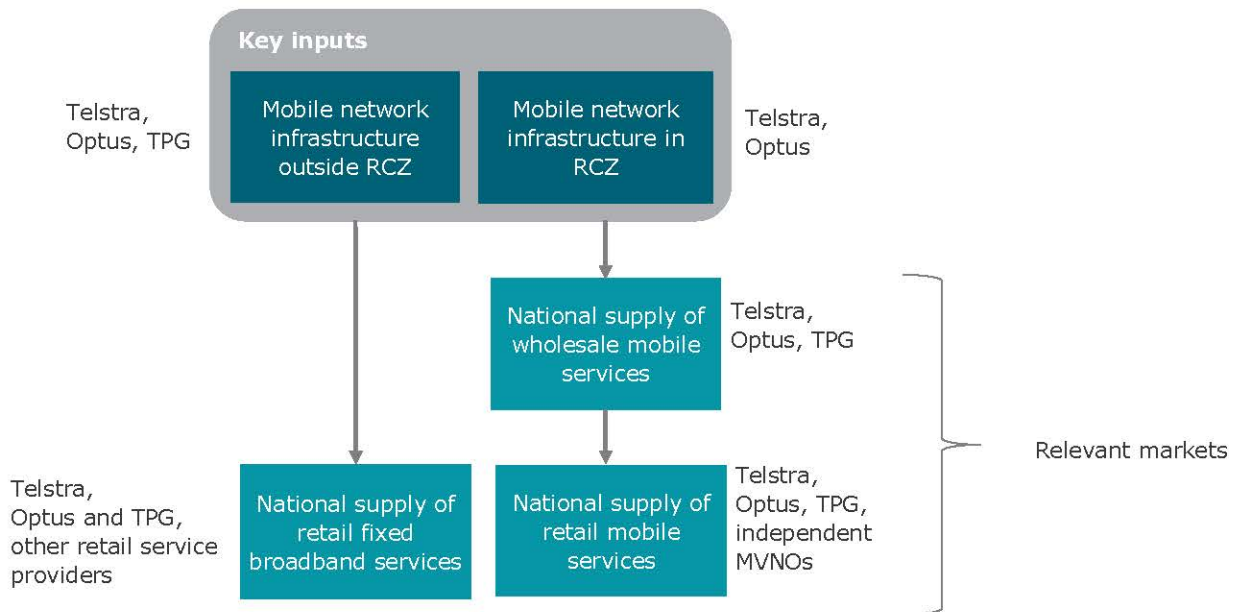 Key inputs
Telstra,
Optus, TPG
Mobile network
infrastructure
outside RCZ
Mobile network
infrastructure in
RCZ
Telstra,
Optus
National supply of
wholesale mobile
services
Telstra,
Optus, TPG
Relevant markets
Telstra,
Optus and TPG,
other retail service
providers
National supply of
retail fixed
broadband services
National supply of
retail mobile
services
Telstra,
Optus, TPG,
independent
MVNOs